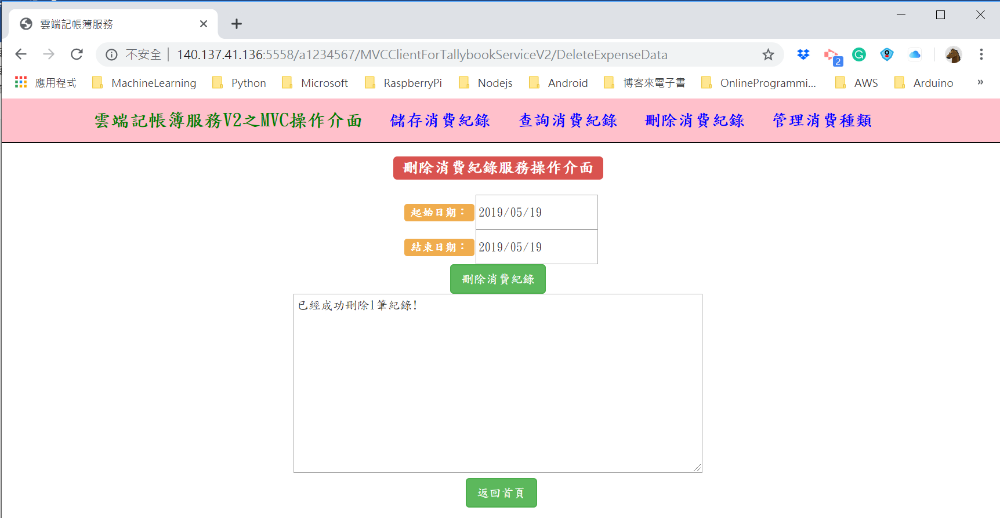 雲端記帳簿服務
不安全 140.137.41.136:5558/a1234567/MVCClientForTallybookServiceV2/DeleteExpenseData
2
應用程式 MachineLearning Python Microsoft RaspberryPi Nodejs Android 博客來電子書 OnlineProgrammi... AWS Arduino »
雲端記帳簿服務V2之MVC操作介面 儲存消費紀錄 查詢消費紀錄 刪除消費紀錄 管理消費種類
刪除消費紀錄服務操作介面
起始日期： 2019/05/19
結束日期： 2019/05/19
刪除消費紀錄
已經成功刪除1筆紀錄!
返回首頁